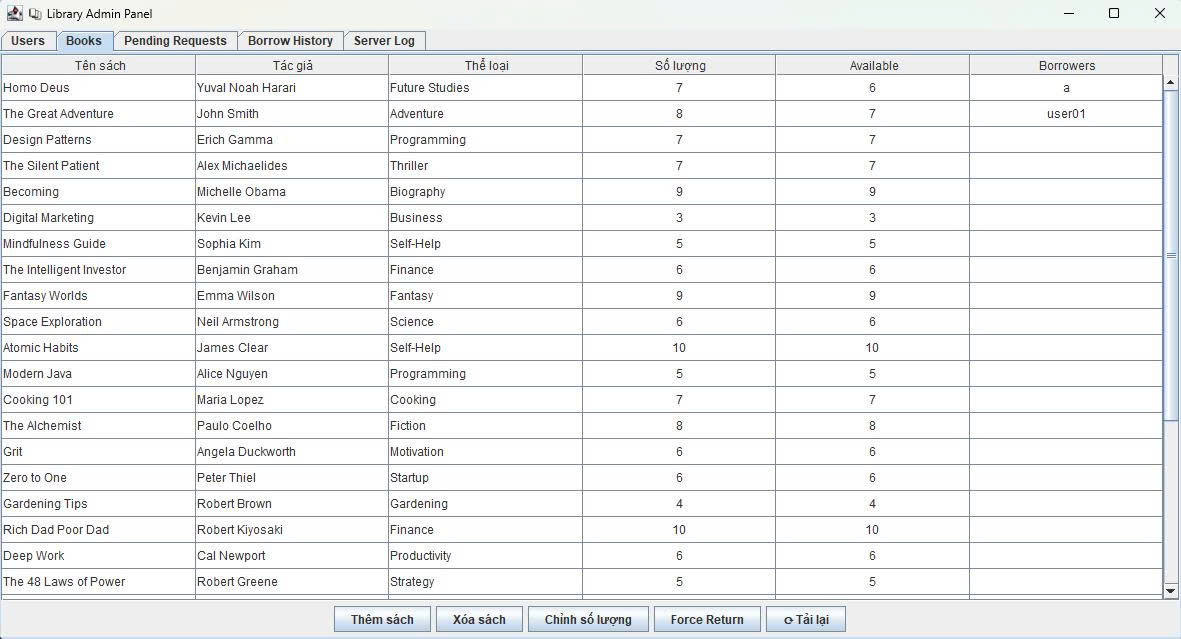 Library Admin Panel
Users Books Pending Requests Borrow History Server Log
Tên sách Tác giả Thể loại Số lượng Available Borrowers
Homo Deus Yuval Noah Harari Future Studies 7 6 a
The Great Adventure John Smith Adventure 8 7 user01
Design Patterns Erich Gamma Programming 7 7
The Silent Patient Alex Michaelides Thriller 7 7
Becoming Michelle Obama Biography 9 9
Digital Marketing Kevin Lee Business 3 3
Mindfulness Guide Sophia Kim Self-Help 5 5
The Intelligent Investor Benjamin Graham Finance 6 6
Fantasy Worlds Emma Wilson Fantasy 9 9
Space Exploration Neil Armstrong Science 6 6
Atomic Habits James Clear Self-Help 10 10
Modern Java Alice Nguyen Programming 5 5
Cooking 101 Maria Lopez Cooking 7 7
The Alchemist Paulo Coelho Fiction 8 8
Grit Angela Duckworth Motivation 6 6
Zero to One Peter Thiel Startup 6 6
Gardening Tips Robert Brown Gardening 4 4
Rich Dad Poor Dad Robert Kiyosaki Finance 10 10
Deep Work Cal Newport Productivity 6 6
The 48 Laws of Power Robert Greene Strategy 5 5
Thêm sách Xóa sách Chỉnh số lượng Force Return ⟳ Tải lại